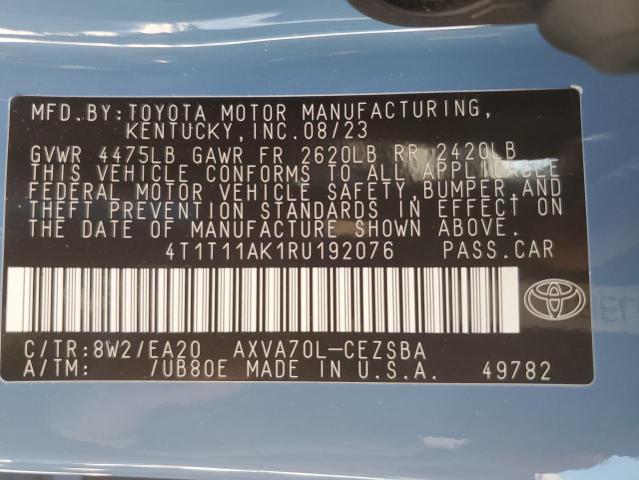 MFD.BY:TOYOTA MOTOR MANUFACTURING,
KENTUCKY,INC.08/23
GVWR 4475LB GAWR FR 2620LB RR 2420LB
THIS VEHICLE CONFORMS TO ALL APPLICABLE
FEDERAL MOTOR VEHICLE SAFETY,BUMPER,AND
THEFT PREVENTION STANDARDS IN EFFECT ON
THE DATE OF MANUFACTURE SHOWN ABOVE.
4T1T11AK1RU192076 PASS.CAR
C/TR:8W2/EA20 AXVA70L-CEZSBA
A/TM: /UB80E MADE IN U.S.A. 49782